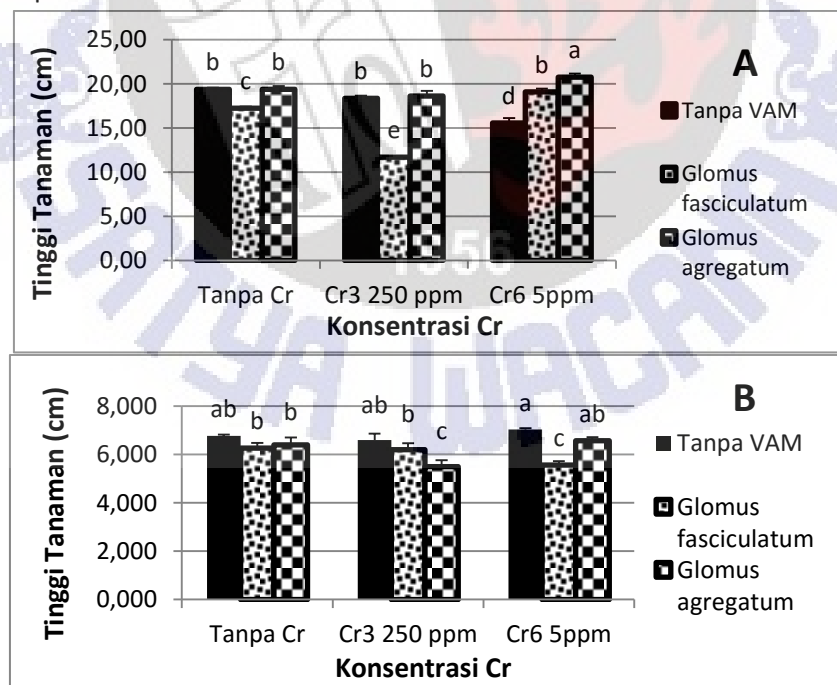 25,00
20,00
15,00
10,00
5,00
0,00
Tinggi Tanaman (cm)
b
c
b
b
e
b
d
b
a
A
Tanpa VAM
Glomus
fasciculatum
Glomus
agregatum
Tanpa Cr
Cr3 250 ppm
Cr6 5ppm
Konsentrasi Cr
SATYA WACANA
1956
8,000
6,000
4,000
2,000
0,000
Tinggi Tanaman (cm)
ab
b
b
ab
b
c
a
c
ab
B
Tanpa VAM
Glomus
fasciculatum
Glomus
agregatum
Tanpa Cr
Cr3 250 ppm
Cr6 5ppm
Konsentrasi Cr